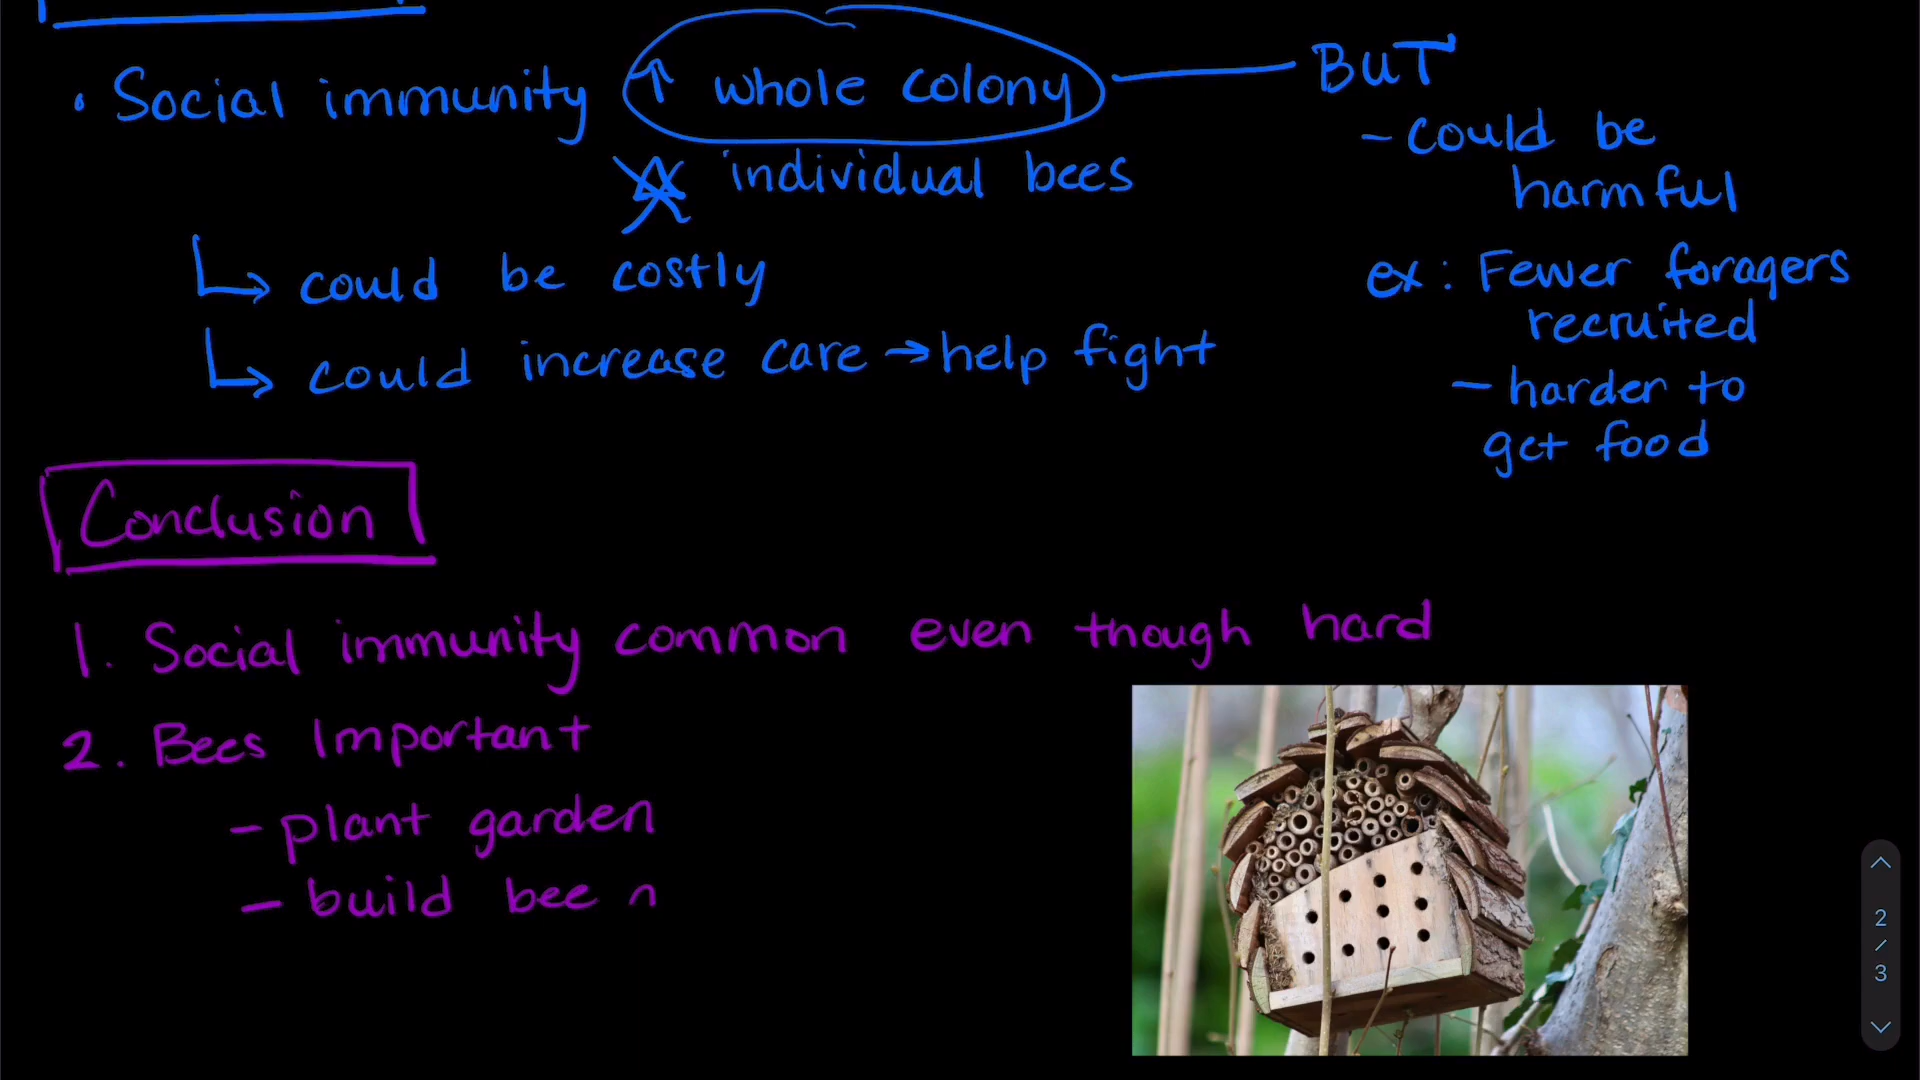 • Social immunity ↑ whole colony — BUT
individual bees
↳ could be costly
↳ could increase care → help fight
- could be
harmful
ex: Fewer foragers
recruited
- harder to
get food
Conclusion
1. Social immunity common even though hard
2. Bees Important
- plant garden
- build bee n
2
/
3